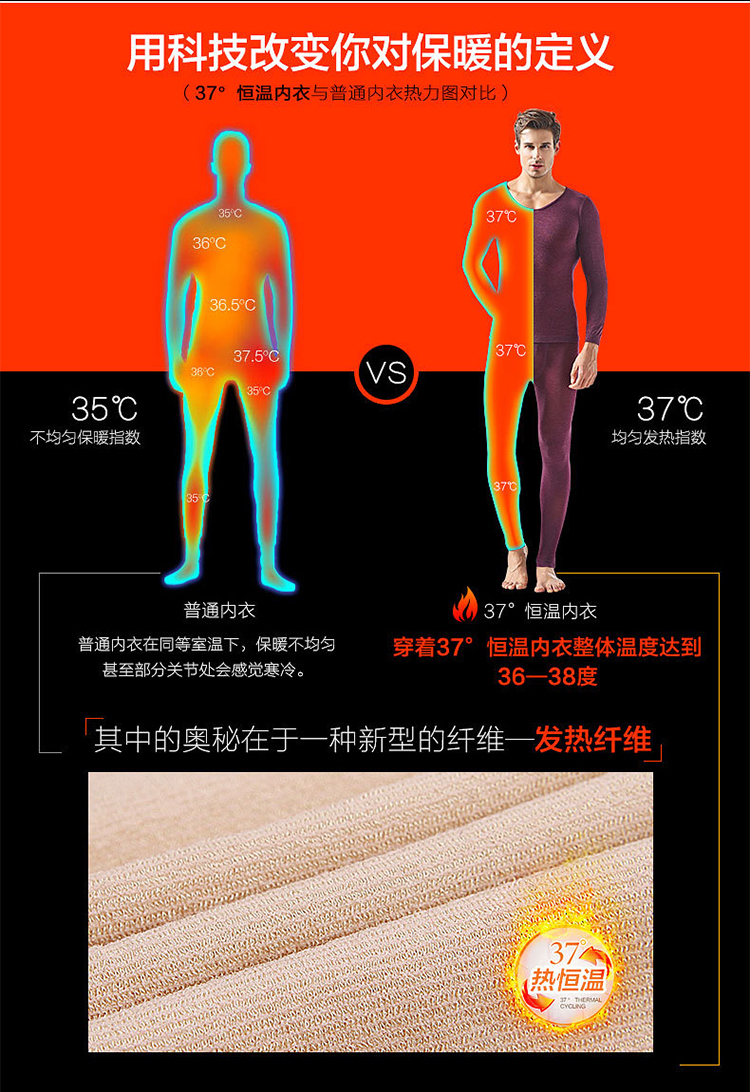 用科技改变你对保暖的定义
（37°恒温内衣与普通内衣热力图对比）
35℃
36℃
36.5℃
37.5℃
36℃
35℃
35℃
37℃
37℃
37℃
VS
35℃
不均匀保暖指数
37℃
均匀发热指数
普通内衣
普通内衣在同等室温下，保暖不均匀
甚至部分关节处会感觉寒冷。
37°恒温内衣
穿着37°恒温内衣整体温度达到
36—38度
「其中的奥秘在于一种新型的纤维—发热纤维」
37°
热恒温
37° THERMAL
CYCLING